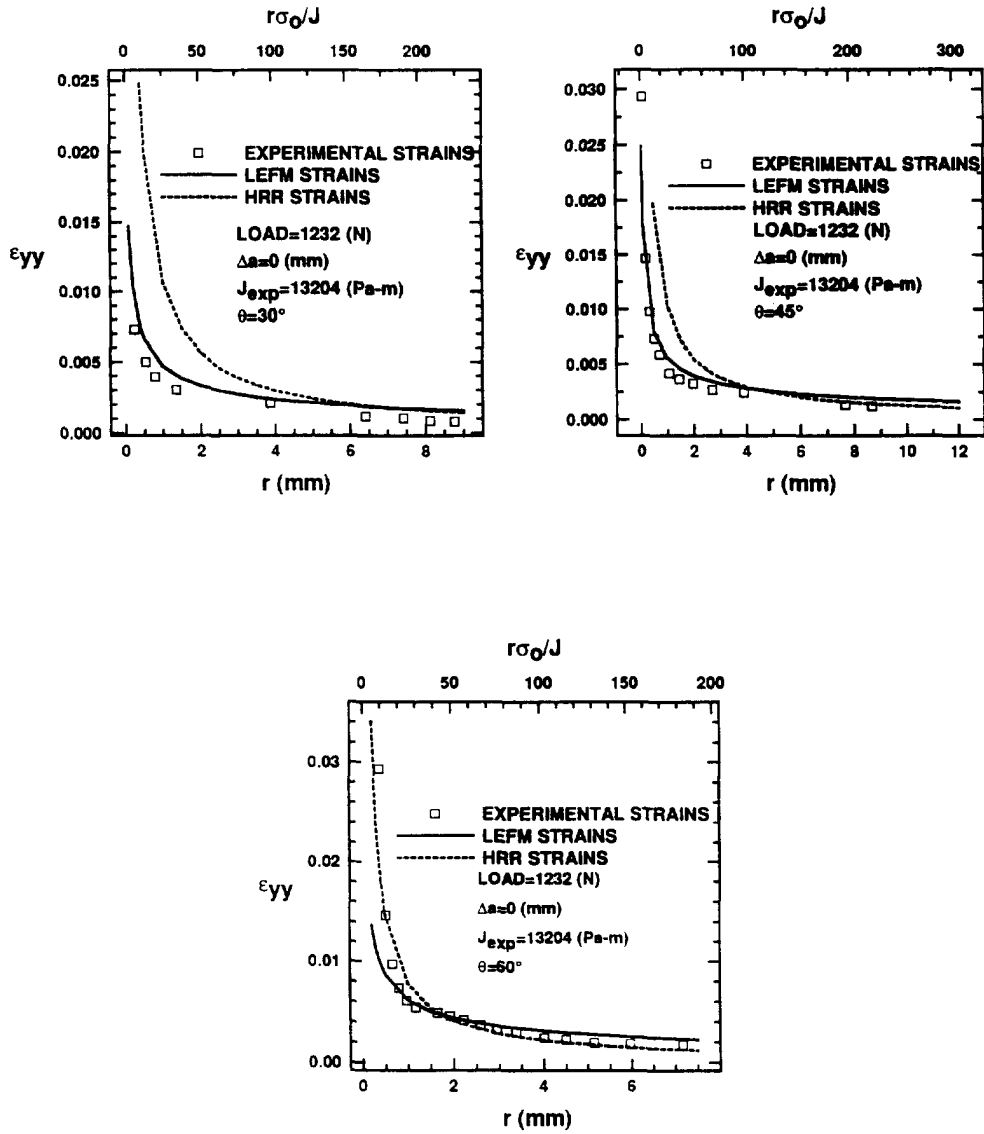 rσo/J
0 50 100 150 200
0.025
0.020
0.015
0.010
0.005
0.000
εyy
EXPERIMENTAL STRAINS
LEFM STRAINS
HRR STRAINS
LOAD=1232 (N)
Δa=0 (mm)
Jexp=13204 (Pa-m)
θ=30°
0 2 4 6 8
r (mm)
rσo/J
0 100 200 300
0.030
0.025
0.020
0.015
0.010
0.005
0.000
εyy
EXPERIMENTAL STRAINS
LEFM STRAINS
HRR STRAINS
LOAD=1232 (N)
Δa=0 (mm)
Jexp=13204 (Pa-m)
θ=45°
0 2 4 6 8 10 12
r (mm)
rσo/J
0 50 100 150 200
0.03
0.02
0.01
0.00
εyy
EXPERIMENTAL STRAINS
LEFM STRAINS
HRR STRAINS
LOAD=1232 (N)
Δa=0 (mm)
Jexp=13204 (Pa-m)
θ=60°
0 2 4 6
r (mm)